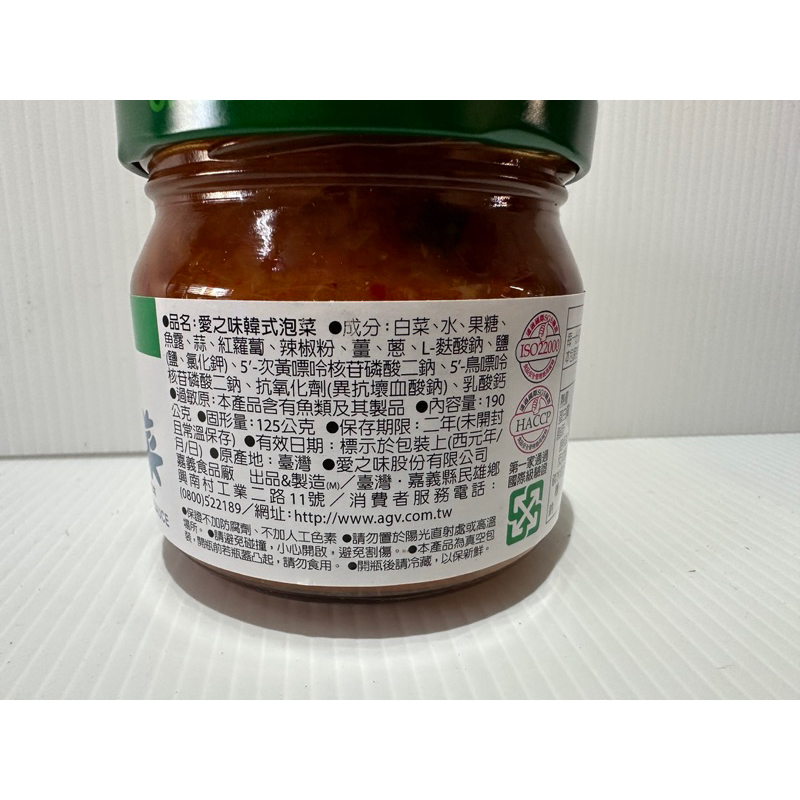 ●品名:愛之味韓式泡菜 ●成分:白菜、水、果糖、
魚露、蒜、紅蘿蔔、辣椒粉、薑、蔥、L-麩酸鈉、鹽
(鹽、氯化鉀)、5'-次黃嘌呤核苷磷酸二鈉、5'-鳥嘌呤
核苷磷酸二鈉、抗氧化劑(異抗壞血酸鈉)、乳酸鈣
●過敏原:本產品含有魚類及其製品 ●內容量:190
公克 ●固形量:125公克 ●保存期限:二年(未開封
且常溫保存) ●有效日期:標示於包裝上(西元年/
月/日) ●原產地:臺灣 ●愛之味股份有限公司
嘉義食品廠 出品&製造(M)/臺灣·嘉義縣民雄鄉
興南村工業二路11號/消費者服務電話:
(0800)522189/網址:http://www.agv.com.tw
●保證不加防腐劑、不加人工色素 ●請勿置於陽光直射處或高溫
場所。●請避免碰撞,小心開啟,避免割傷。●本產品為真空包
裝,開瓶前若瓶蓋凸起,請勿食用。●開瓶後請冷藏,以保新鮮。
菜
ISO22000
HACCP
第一家通過
國際級驗證